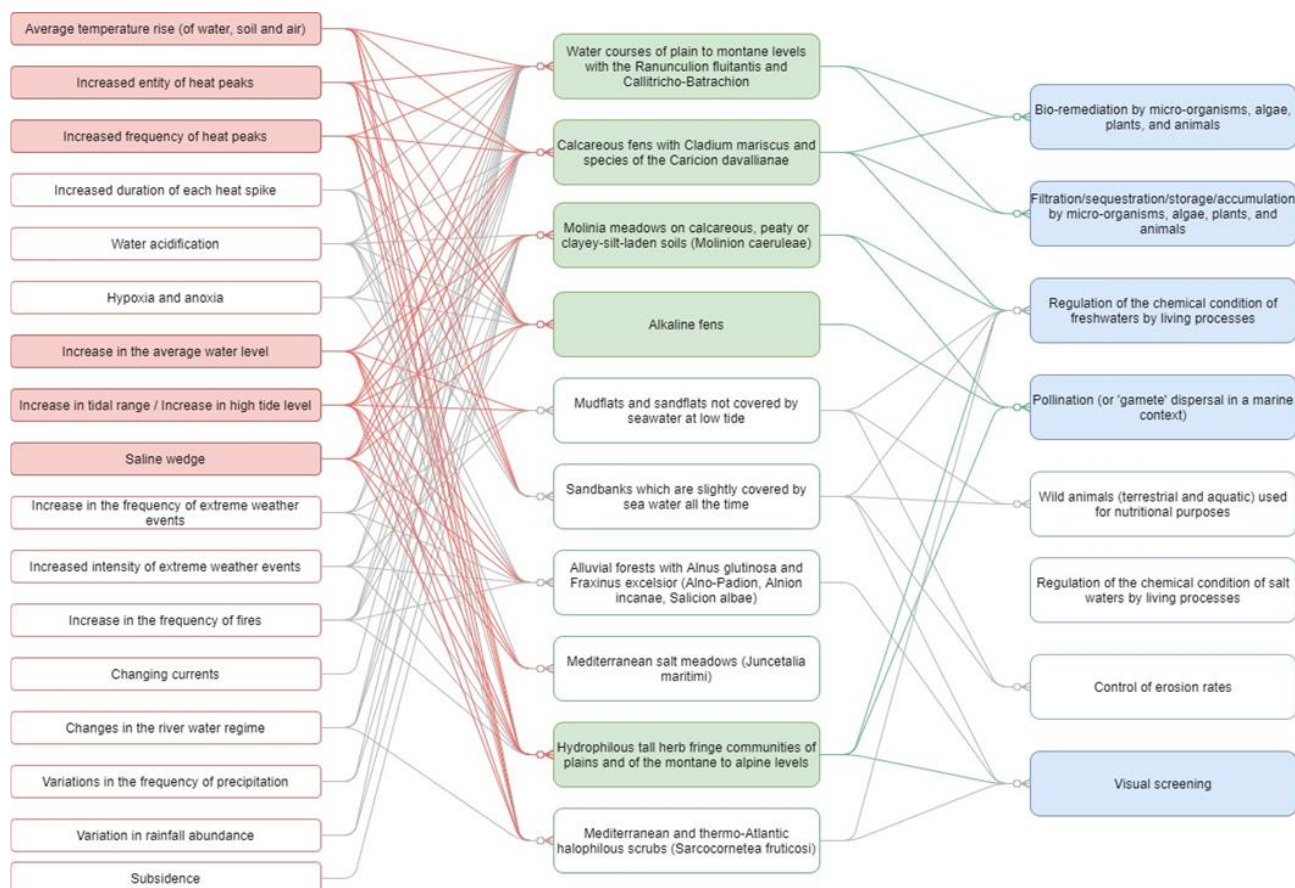 Average temperature rise (of water, soil and air)
Increased entity of heat peaks
Increased frequency of heat peaks
Increased duration of each heat spike
Water acidification
Hypoxia and anoxia
Increase in the average water level
Increase in tidal range / Increase in high tide level
Saline wedge
Increase in the frequency of extreme weather
events
Increased intensity of extreme weather events
Increase in the frequency of fires
Changing currents
Changes in the river water regime
Variations in the frequency of precipitation
Variation in rainfall abundance
Subsidence
Water courses of plain to montane levels
with the Ranunculion fluitantis and
Callitricho-Batrachion
Calcareous fens with Cladium mariscus and
species of the Caricion davallianae
Molinia meadows on calcareous, peaty or
clayey-silt-laden soils (Molinion caeruleae)
Alkaline fens
Mudflats and sandflats not covered by
seawater at low tide
Sandbanks which are slightly covered by
sea water all the time
Alluvial forests with Alnus glutinosa and
Fraxinus excelsior (Alno-Padion, Alnion
incanae, Salicion albae)
Mediterranean salt meadows (Juncetalia
maritimi)
Hydrophilous tall herb fringe communities of
plains and of the montane to alpine levels
Mediterranean and thermo-Atlantic
halophilous scrubs (Sarcocornetea fruticosi)
Bio-remediation by micro-organisms, algae,
plants, and animals
Filtration/sequestration/storage/accumulation
by micro-organisms, algae, plants, and
animals
Regulation of the chemical condition of
freshwaters by living processes
Pollination (or 'gamete' dispersal in a marine
context)
Wild animals (terrestrial and aquatic) used
for nutritional purposes
Regulation of the chemical condition of salt
waters by living processes
Control of erosion rates
Visual screening